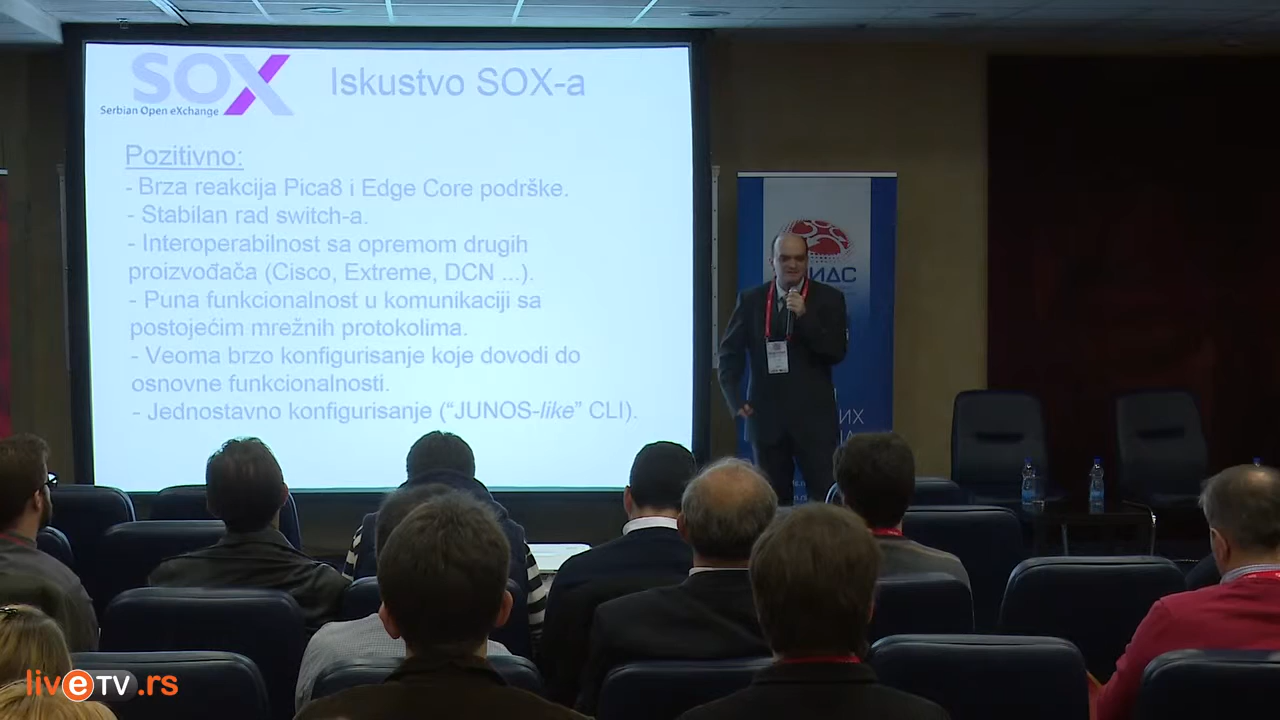 SOX
Serbian Open eXchange
Iskustvo SOX-a
Pozitivno:
- Brza reakcija Pica8 i Edge Core podrške.
- Stabilan rad switch-a.
- Interoperabilnost sa opremom drugih
proizvođača (Cisco, Extreme, DCN ...).
- Puna funkcionalnost u komunikaciji sa
postojećim mrežnih protokolima.
- Veoma brzo konfigurisanje koje dovodi do
osnovne funkcionalnosti.
- Jednostavno konfigurisanje (“JUNOS-like” CLI).
liveTV.rs